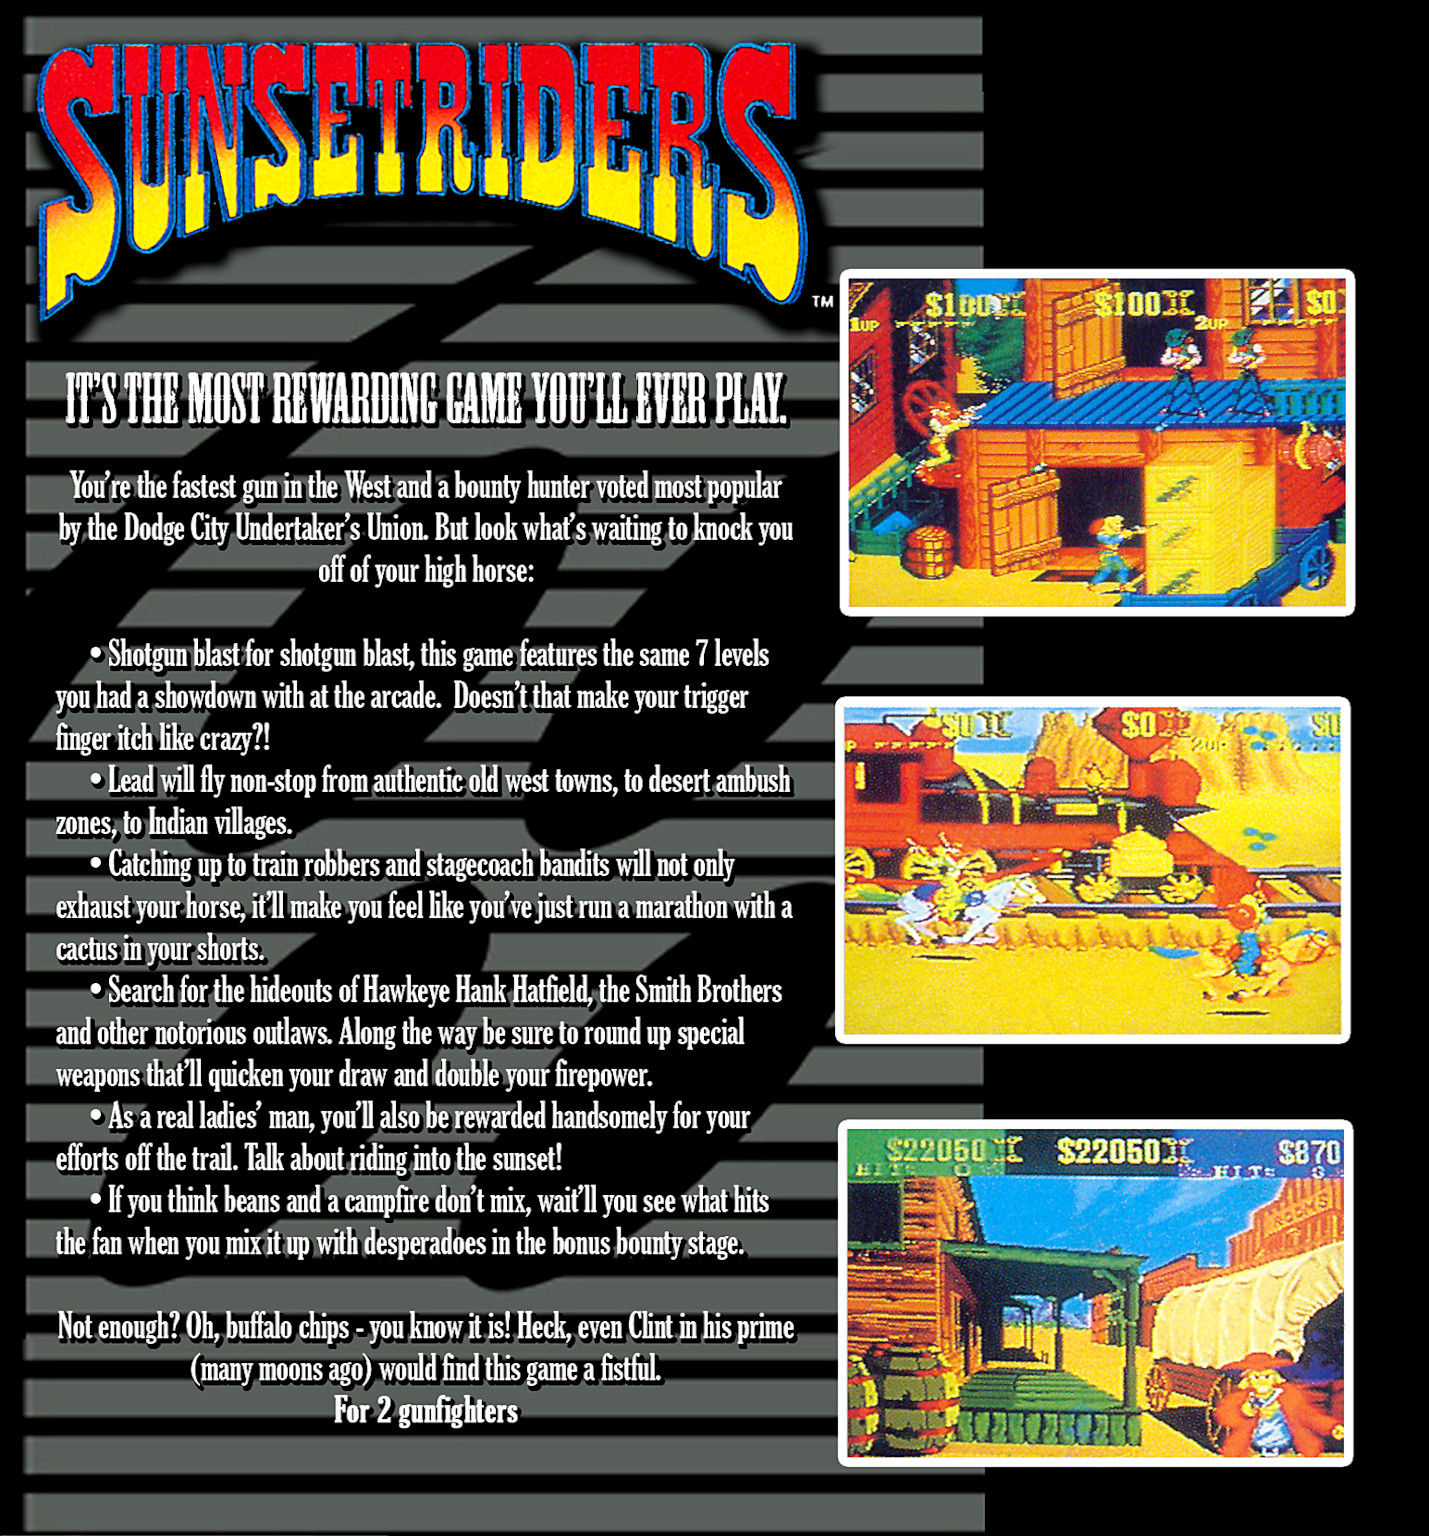 SUNSETRIDERS
TM
IT'S THE MOST REWARDING GAME YOU'LL EVER PLAY.
You're the fastest gun in the West and a bounty hunter voted most popular
by the Dodge City Undertaker's Union. But look what's waiting to knock you
off of your high horse:
• Shotgun blast for shotgun blast, this game features the same 7 levels
you had a showdown with at the arcade. Doesn't that make your trigger
finger itch like crazy?!
• Lead will fly non-stop from authentic old west towns, to desert ambush
zones, to Indian villages.
• Catching up to train robbers and stagecoach bandits will not only
exhaust your horse, it'll make you feel like you've just run a marathon with a
cactus in your shorts.
• Search for the hideouts of Hawkeye Hank Hatfield, the Smith Brothers
and other notorious outlaws. Along the way be sure to round up special
weapons that'll quicken your draw and double your firepower.
• As a real ladies' man, you'll also be rewarded handsomely for your
efforts off the trail. Talk about riding into the sunset!
• If you think beans and a campfire don't mix, wait'll you see what hits
the fan when you mix it up with desperadoes in the bonus bounty stage.
Not enough? Oh, buffalo chips - you know it is! Heck, even Clint in his prime
(many moons ago) would find this game a fistful.
For 2 gunfighters
$100 $100 $0
1UP 2UP
$0 $0 $0
2UP
$22050 $22050 $870
HIT: 0 HIT:
ROOMS